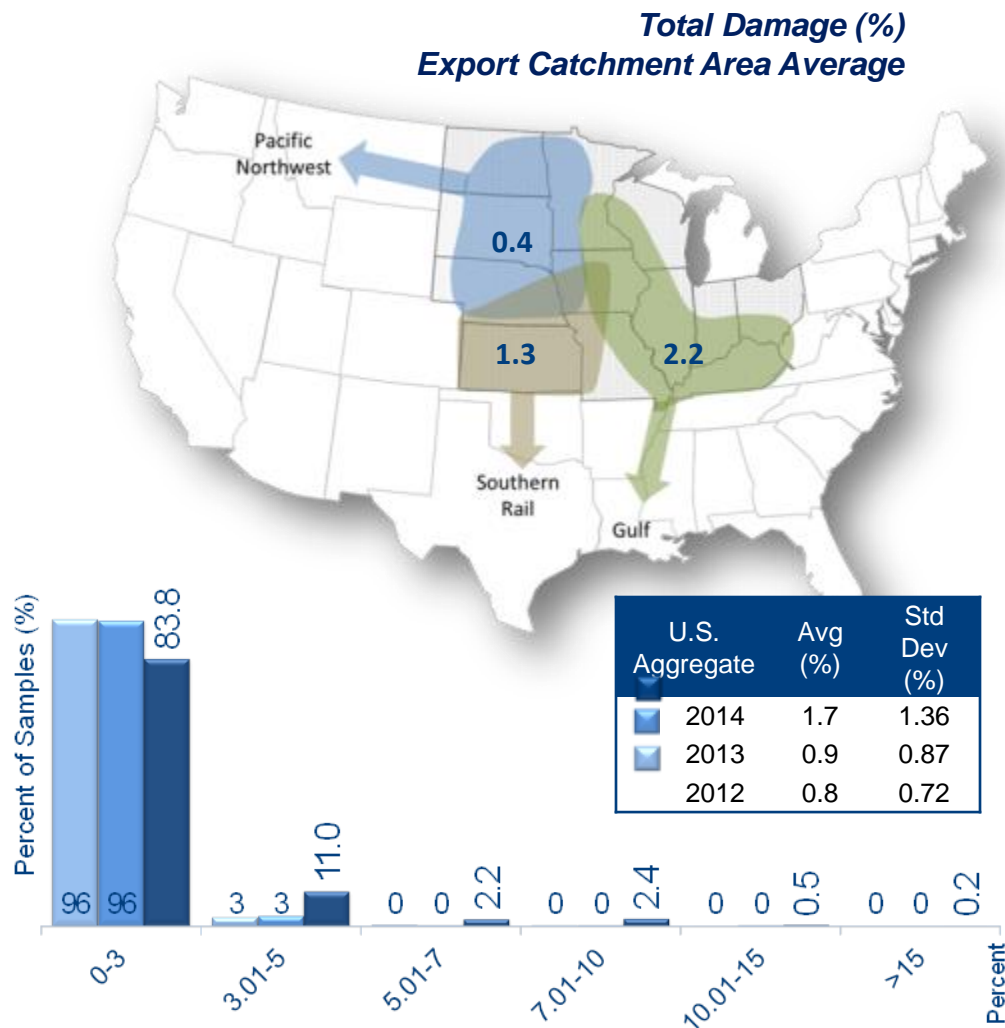 Total Damage (%)
Export Catchment Area Average
Pacific
Northwest
0.4
1.3
2.2
Southern
Rail
Gulf
Percent of Samples (%)
96
96
83.8
3
3
11.0
0
0
2.2
0
0
2.4
0
0
0.5
0
0
0.2
0-3
3.01-5
5.01-7
7.01-10
10.01-15
>15
Percent
U.S. Aggregate Avg (%) Std Dev (%)
2014 1.7 1.36
2013 0.9 0.87
2012 0.8 0.72